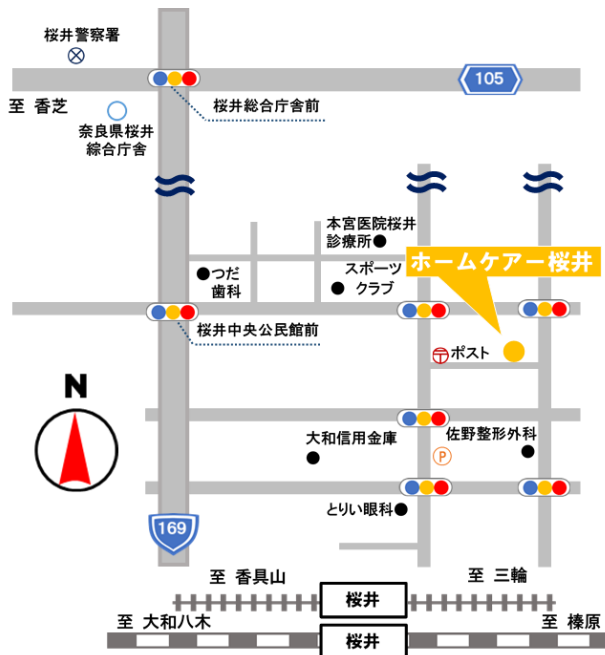 桜井警察署
105
至 香芝
桜井総合庁舎前
奈良県桜井
綜合庁舎
本宮医院桜井
診療所
ホームケアー桜井
つだ
歯科
スポーツ
クラブ
桜井中央公民館前
ポスト
N
大和信用金庫
佐野整形外科
P
とりい眼科
169
至 香具山
至 三輪
桜井
至 大和八木
至 榛原
桜井